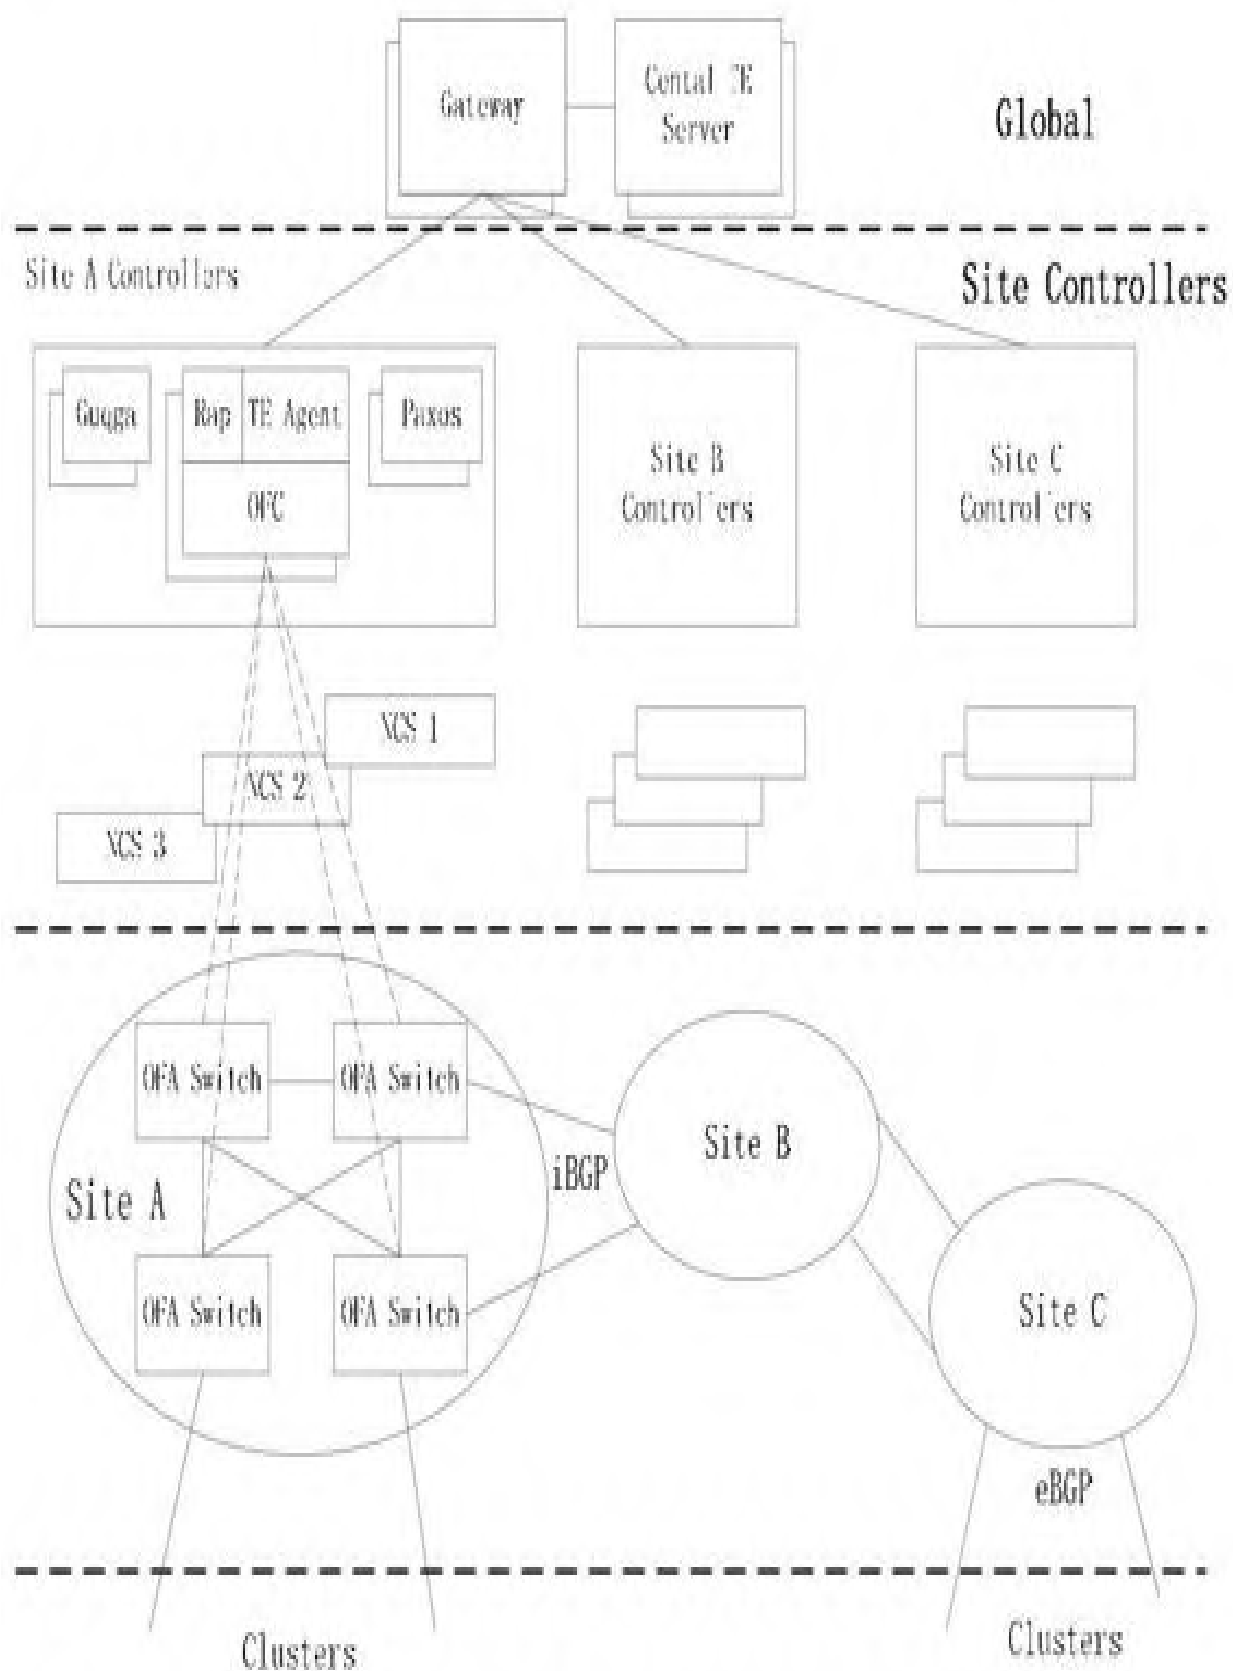 Gateway
Cental TE
Server
Global
Site A Controllers
Site Controllers
Guqga
Rap
TE Agent
Paxos
OFC
Site B
Controllers
Site C
Controllers
NCS 1
NCS 2
NCS 3
OFA Switch
OFA Switch
Site A
iBGP
Site B
OFA Switch
OFA Switch
Site C
eBGP
Clusters
Clusters